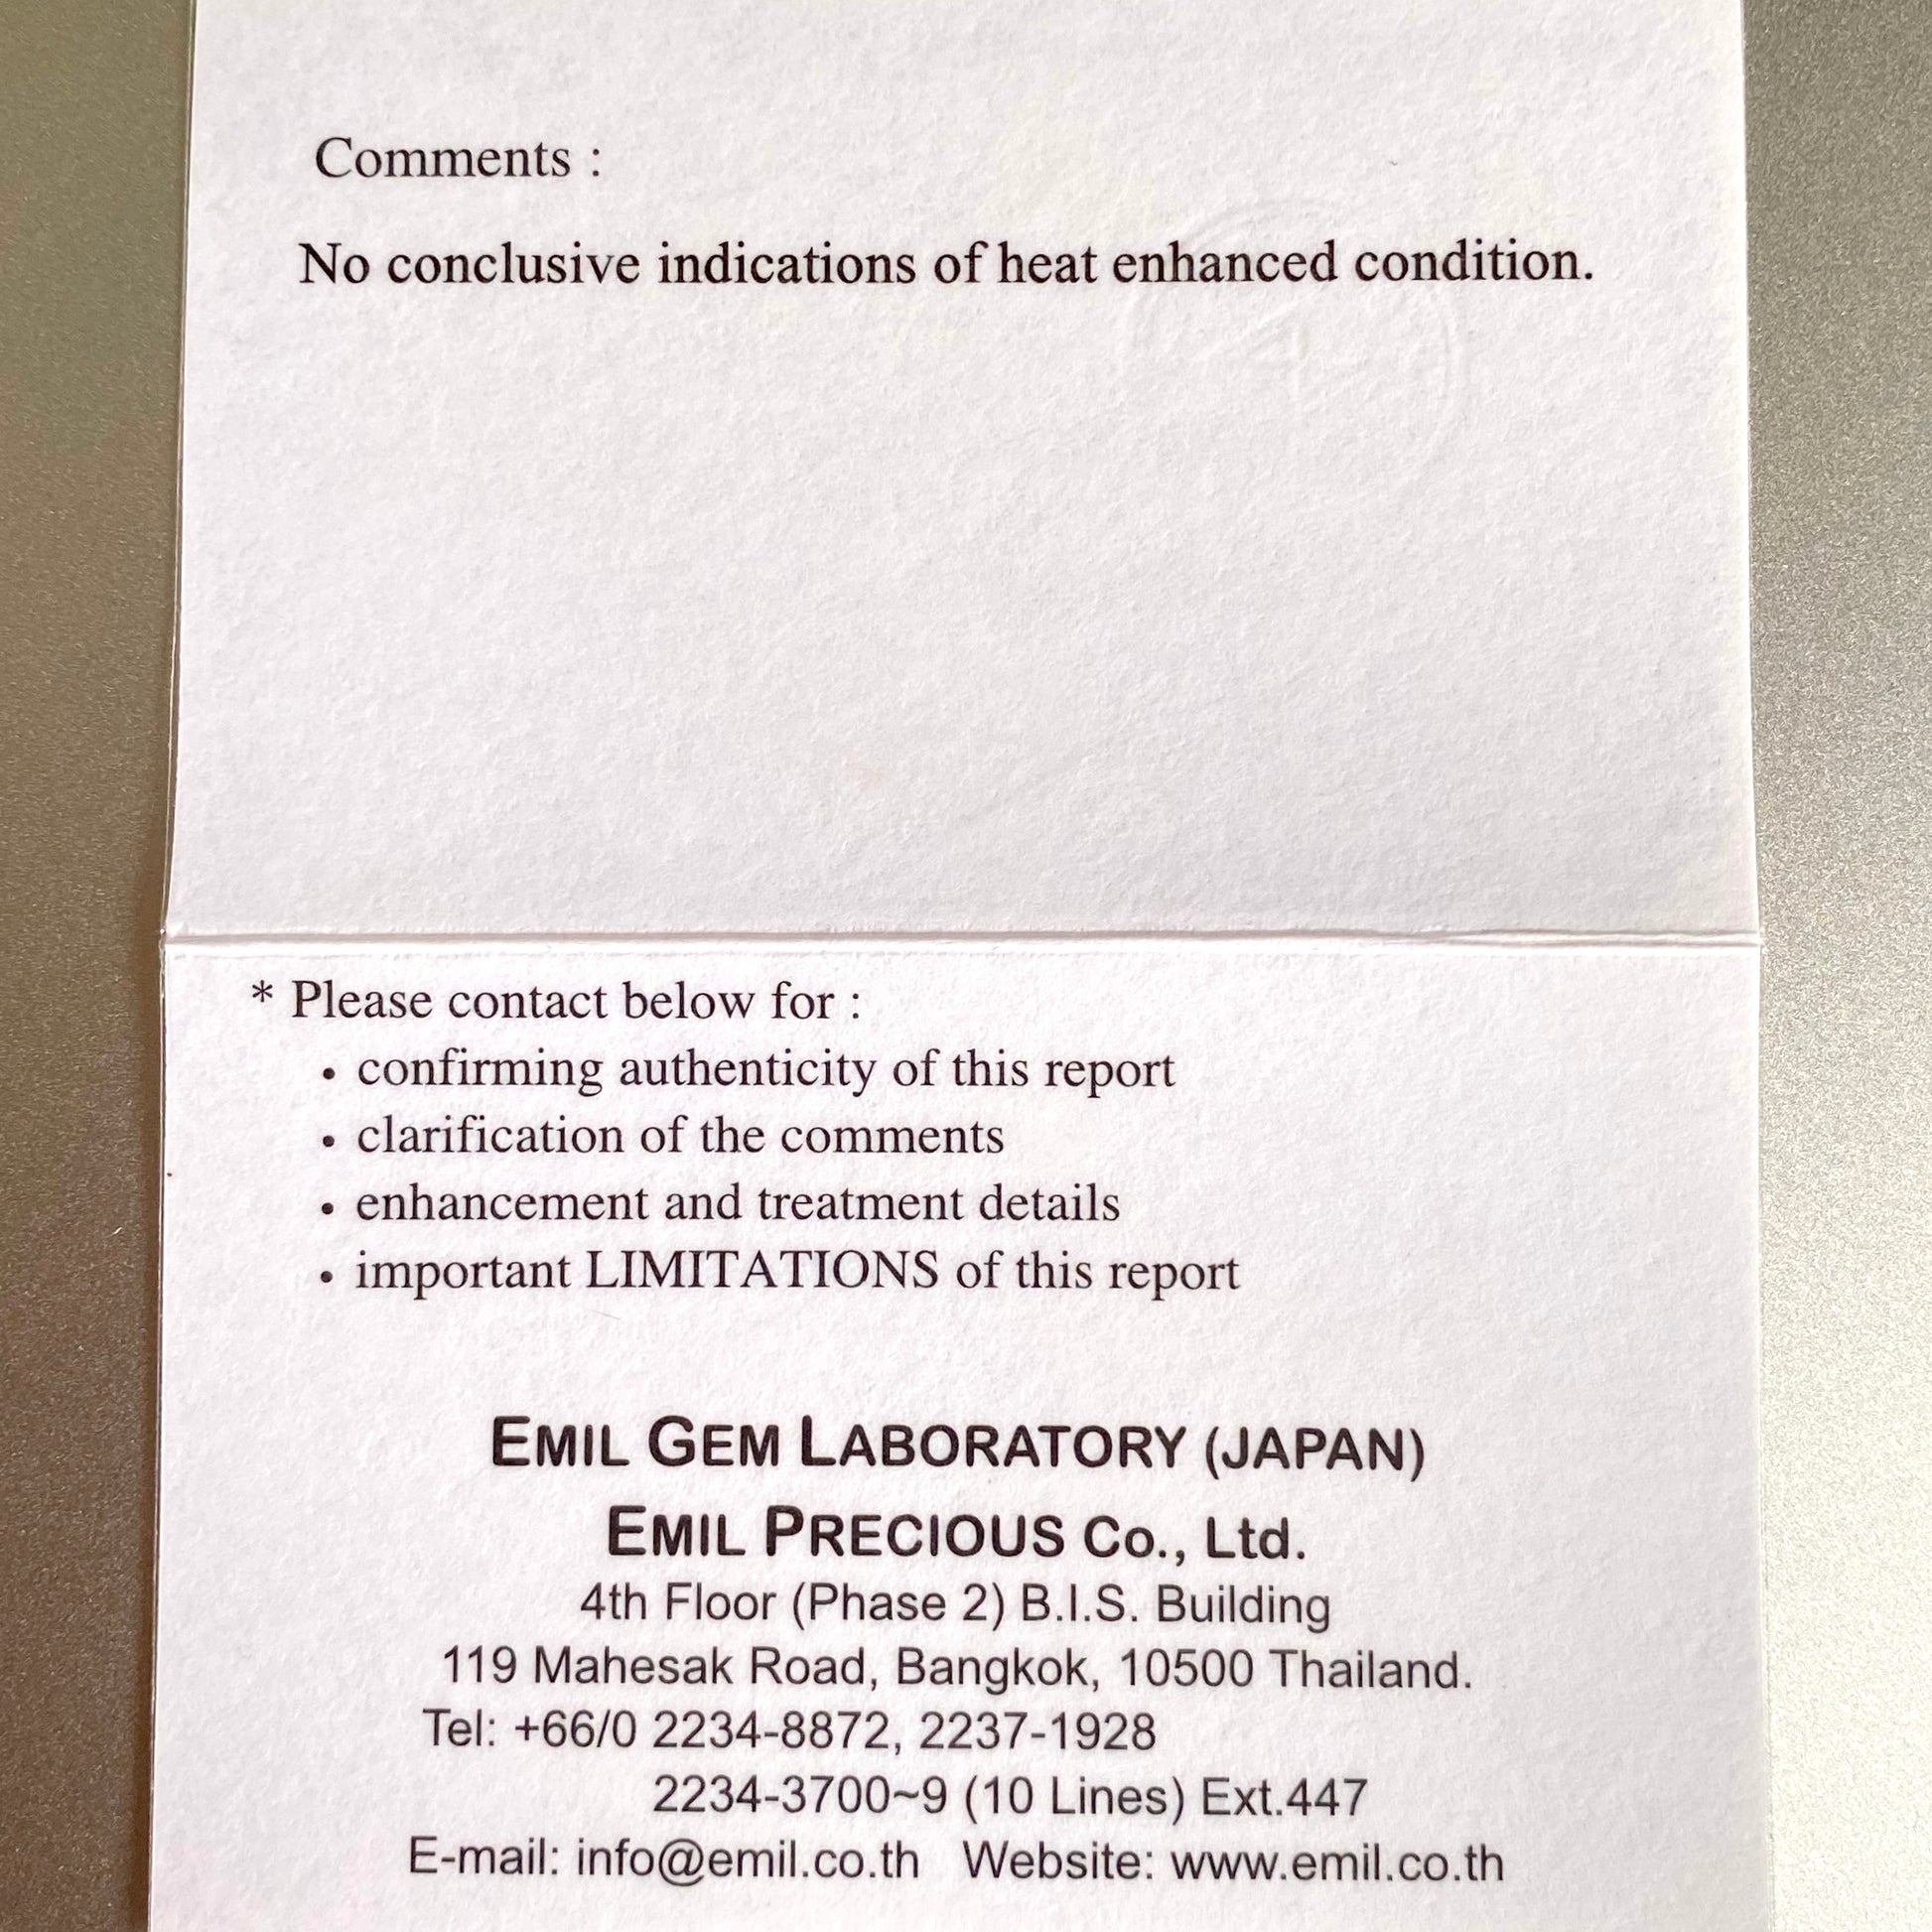 Comments :
No conclusive indications of heat enhanced condition.
* Please contact below for :
• confirming authenticity of this report
• clarification of the comments
• enhancement and treatment details
• important LIMITATIONS of this report
EMIL GEM LABORATORY (JAPAN)
EMIL PRECIOUS Co., Ltd.
4th Floor (Phase 2) B.I.S. Building
119 Mahesak Road, Bangkok, 10500 Thailand.
Tel: +66/0 2234-8872, 2237-1928
2234-3700~9 (10 Lines) Ext.447
E-mail: info@emil.co.th Website: www.emil.co.th